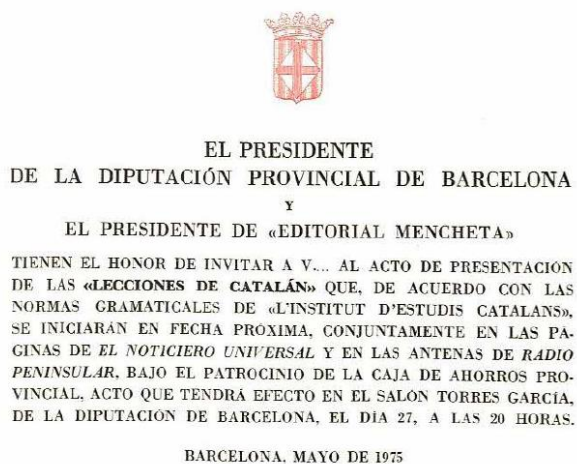 EL PRESIDENTE
DE LA DIPUTACIÓN PROVINCIAL DE BARCELONA
Y
EL PRESIDENTE DE «EDITORIAL MENCHETA»
TIENEN EL HONOR DE INVITAR A V.... AL ACTO DE PRESENTACIÓN
DE LAS «LECCIONES DE CATALÁN» QUE, DE ACUERDO CON LAS
NORMAS GRAMATICALES DE «L'INSTITUT D'ESTUDIS CATALANS»,
SE INICIARÁN EN FECHA PRÓXIMA, CONJUNTAMENTE EN LAS PÁ-
GINAS DE EL NOTICIERO UNIVERSAL Y EN LAS ANTENAS DE RADIO
PENINSULAR, BAJO EL PATROCINIO DE LA CAJA DE AHORROS PRO-
VINCIAL, ACTO QUE TENDRÁ EFECTO EN EL SALÓN TORRES GARCÍA,
DE LA DIPUTACIÓN DE BARCELONA, EL DÍA 27, A LAS 20 HORAS.
BARCELONA, MAYO DE 1975